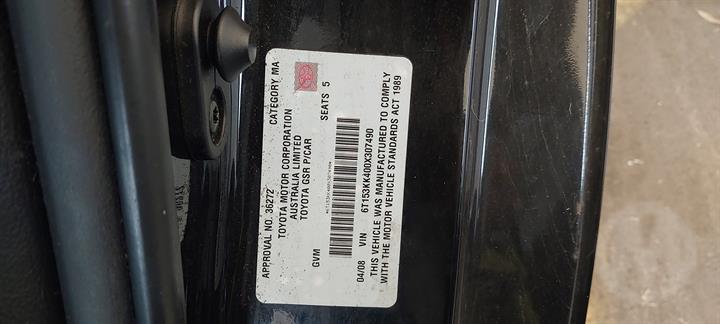 APPROVAL NO. 36272 CATEGORY MA
TOYOTA MOTOR CORPORATION
AUSTRALIA LIMITED
TOYOTA GSR P/CAR
GVM SEATS 5
*6T153KK400X307490*
04/08 VIN 6T153KK400X307490
THIS VEHICLE WAS MANUFACTURED TO COMPLY
WITH THE MOTOR VEHICLE STANDARDS ACT 1989